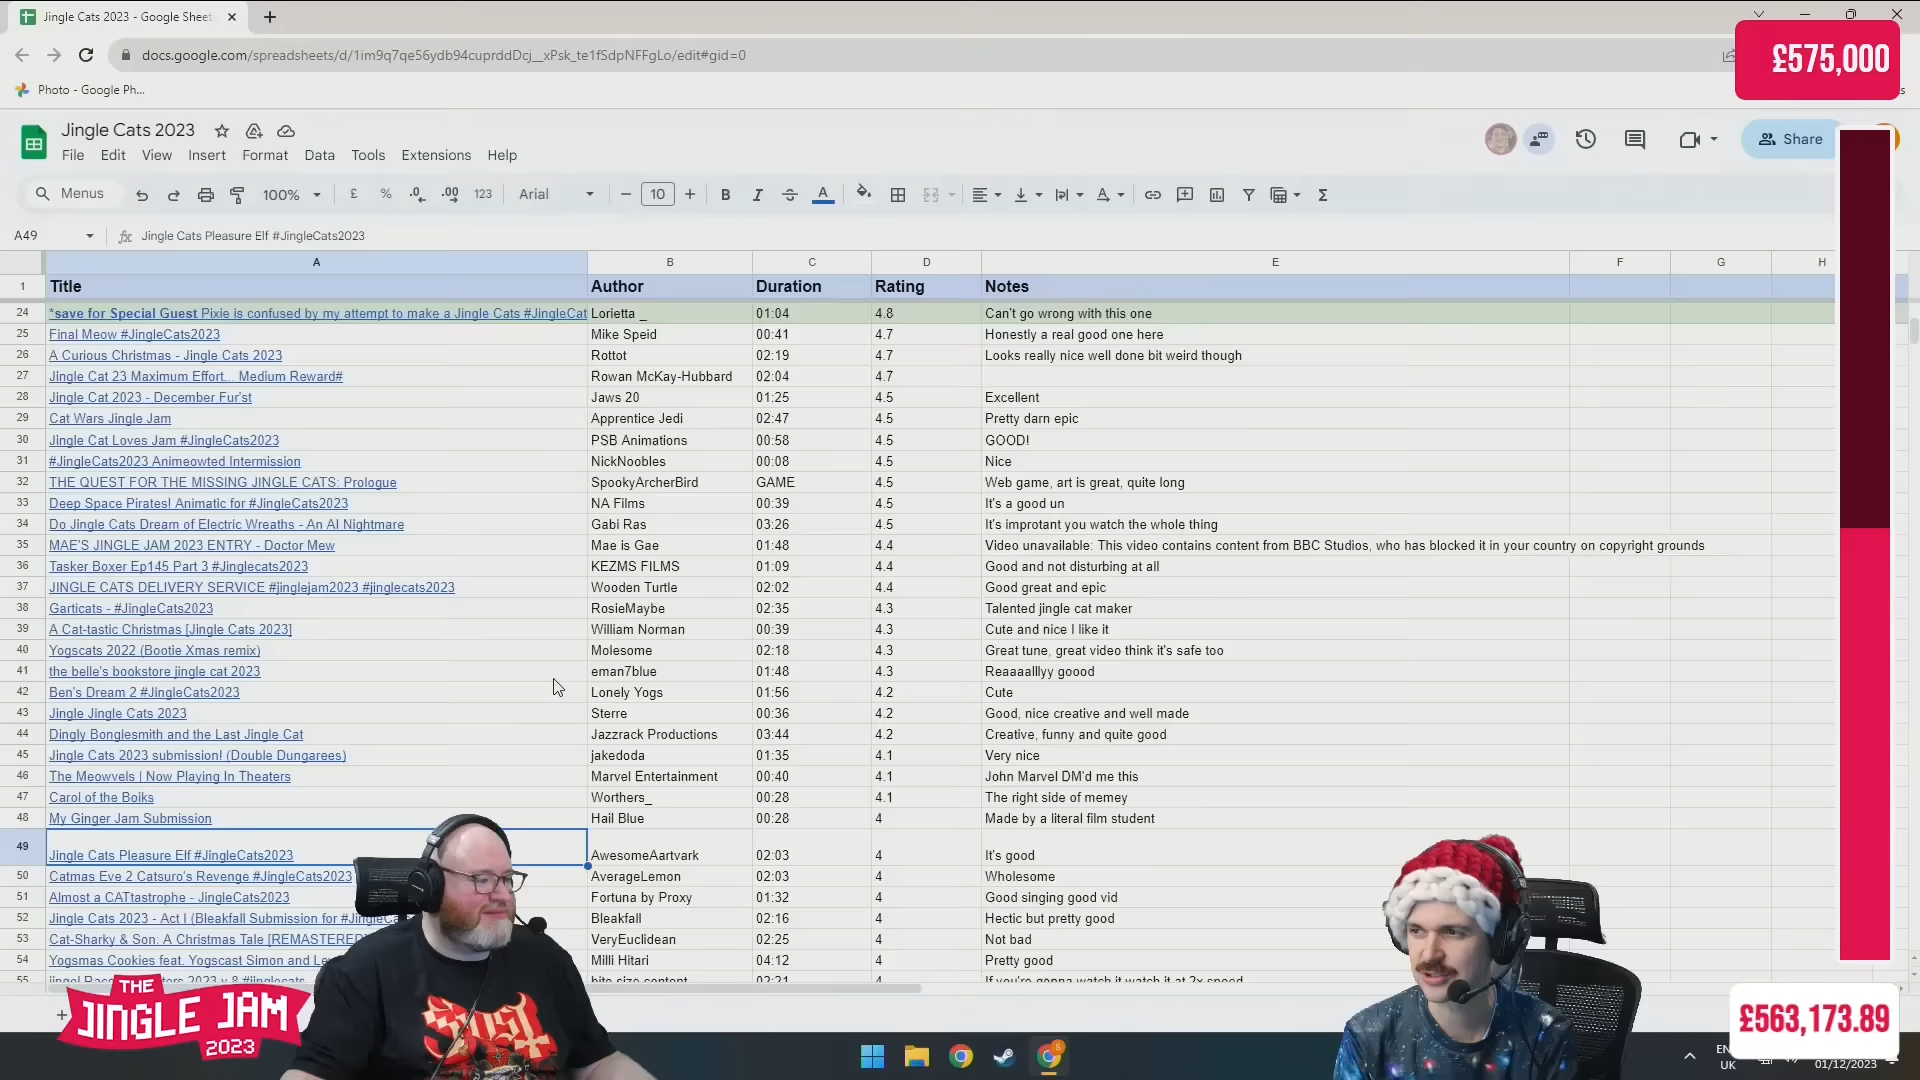 Jingle Cats 2023 - Google Sheet
£575,000
docs.google.com/spreadsheets/d/1im9q7qe56ydb94cuprddDcj__xPsk_te1fSdpNFFgLo/edit#gid=0
Photo - Google Ph...
Jingle Cats 2023
File Edit View Insert Format Data Tools Extensions Help
Share
Menus 100% £ % .0 .00 123 Arial 10 B I A
A49 fx Jingle Cats Pleasure Elf #JingleCats2023
A B C D E F G H
1 Title Author Duration Rating Notes
24 *save for Special Guest Pixie is confused by my attempt to make a Jingle Cats #JingleCat Lorietta _ 01:04 4.8 Can't go wrong with this one
25 Final Meow #JingleCats2023 Mike Speid 00:41 4.7 Honestly a real good one here
26 A Curious Christmas - Jingle Cats 2023 Rottot 02:19 4.7 Looks really nice well done bit weird though
27 Jingle Cat 23 Maximum Effort... Medium Reward# Rowan McKay-Hubbard 02:04 4.7
28 Jingle Cat 2023 - December Fur'st Jaws 20 01:25 4.5 Excellent
29 Cat Wars Jingle Jam Apprentice Jedi 02:47 4.5 Pretty darn epic
30 Jingle Cat Loves Jam #JingleCats2023 PSB Animations 00:58 4.5 GOOD!
31 #JingleCats2023 Animeowted Intermission NickNoobles 00:08 4.5 Nice
32 THE QUEST FOR THE MISSING JINGLE CATS: Prologue SpookyArcherBird GAME 4.5 Web game, art is great, quite long
33 Deep Space Pirates! Animatic for #JingleCats2023 NA Films 00:39 4.5 It's a good un
34 Do Jingle Cats Dream of Electric Wreaths - An AI Nightmare Gabi Ras 03:26 4.5 It's improtant you watch the whole thing
35 MAE'S JINGLE JAM 2023 ENTRY - Doctor Mew Mae is Gae 01:48 4.4 Video unavailable: This video contains content from BBC Studios, who has blocked it in your country on copyright grounds
36 Tasker Boxer Ep145 Part 3 #Jinglecats2023 KEZMS FILMS 01:09 4.4 Good and not disturbing at all
37 JINGLE CATS DELIVERY SERVICE #jinglejam2023 #jinglecats2023 Wooden Turtle 02:02 4.4 Good great and epic
38 Garticats - #JingleCats2023 RosieMaybe 02:35 4.3 Talented jingle cat maker
39 A Cat-tastic Christmas [Jingle Cats 2023] William Norman 00:39 4.3 Cute and nice I like it
40 Yogscats 2022 (Bootie Xmas remix) Molesome 02:18 4.3 Great tune, great video think it's safe too
41 the belle's bookstore jingle cat 2023 eman7blue 01:48 4.3 Reaaaallyy goood
42 Ben's Dream 2 #JingleCats2023 Lonely Yogs 01:56 4.2 Cute
43 Jingle Jingle Cats 2023 Sterre 00:36 4.2 Good, nice creative and well made
44 Dingly Bonglesmith and the Last Jingle Cat Jazzrack Productions 03:44 4.2 Creative, funny and quite good
45 Jingle Cats 2023 submission! (Double Dungarees) jakedoda 01:35 4.1 Very nice
46 The Meowvels | Now Playing In Theaters Marvel Entertainment 00:40 4.1 John Marvel DM'd me this
47 Carol of the Boiks Worthers_ 00:28 4.1 The right side of memey
48 My Ginger Jam Submission Hail Blue 00:28 4 Made by a literal film student
49 Jingle Cats Pleasure Elf #JingleCats2023 AwesomeAartvark 02:03 4 It's good
50 Catmas Eve 2 Catsuro's Revenge #JingleCats2023 AverageLemon 02:03 4 Wholesome
51 Almost a CATtastrophe - JingleCats2023 Fortuna by Proxy 01:32 4 Good singing good vid
52 Jingle Cats 2023 - Act I (Bleakfall Submission for #JingleCa Bleakfall 02:16 4 Hectic but pretty good
53 Cat-Sharky & Son: A Christmas Tale [REMASTERED] VeryEuclidean 02:25 4 Not bad
54 Yogsmas Cookies feat. Yogscast Simon and Le Milli Hitari 04:12 4 Pretty good
55 2023 v 8 #jinglecats bite size content 02:21 4 If you're gonna watch it watch it at 2x speed
THE JINGLE JAM 2023
£563,173.89
UK
01/12/2023